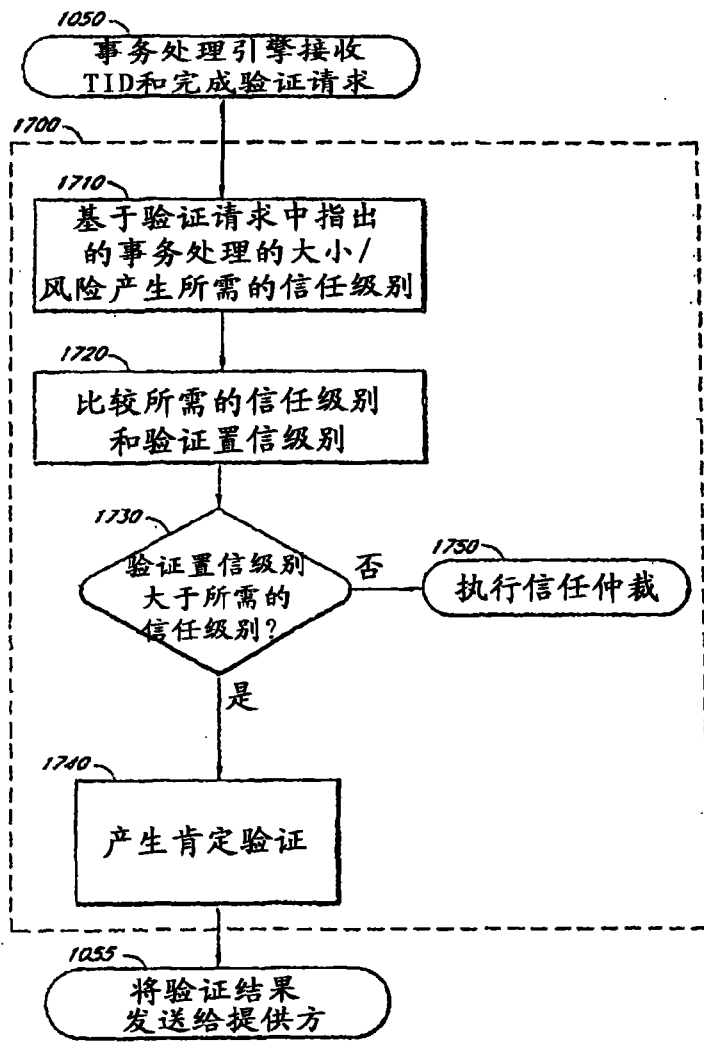 1050
事务处理引擎接收
TID和完成验证请求
1700
1710
基于验证请求中指出
的事务处理的大小/
风险产生所需的信任级别
1720
比较所需的信任级别
和验证置信级别
1730
验证置信级别
大于所需的
信任级别?
否
1750
执行信任仲裁
是
1740
产生肯定验证
1055
将验证结果
发送给提供方